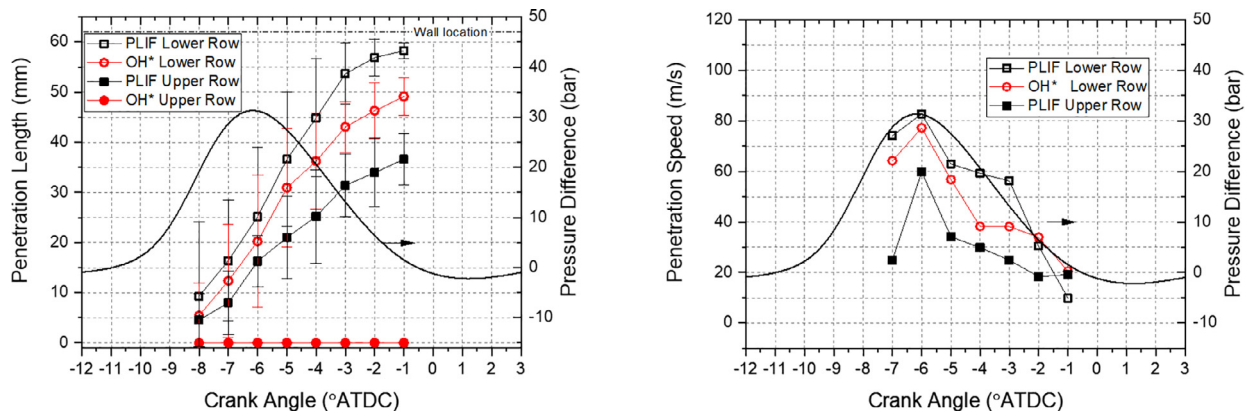 60
50
40
30
20
10
0
Penetration Length (mm)
PLIF Lower Row
OH* Lower Row
PLIF Upper Row
OH* Upper Row
Wall location
50
40
30
20
10
0
-10
Pressure Difference (bar)
-12 -11 -10 -9 -8 -7 -6 -5 -4 -3 -2 -1 0 1 2 3
Crank Angle (°ATDC)
120
100
80
60
40
20
0
Penetration Speed (m/s)
PLIF Lower Row
OH* Lower Row
PLIF Upper Row
50
40
30
20
10
0
-10
Pressure Difference (bar)
-12 -11 -10 -9 -8 -7 -6 -5 -4 -3 -2 -1 0 1 2 3
Crank Angle (°ATDC)